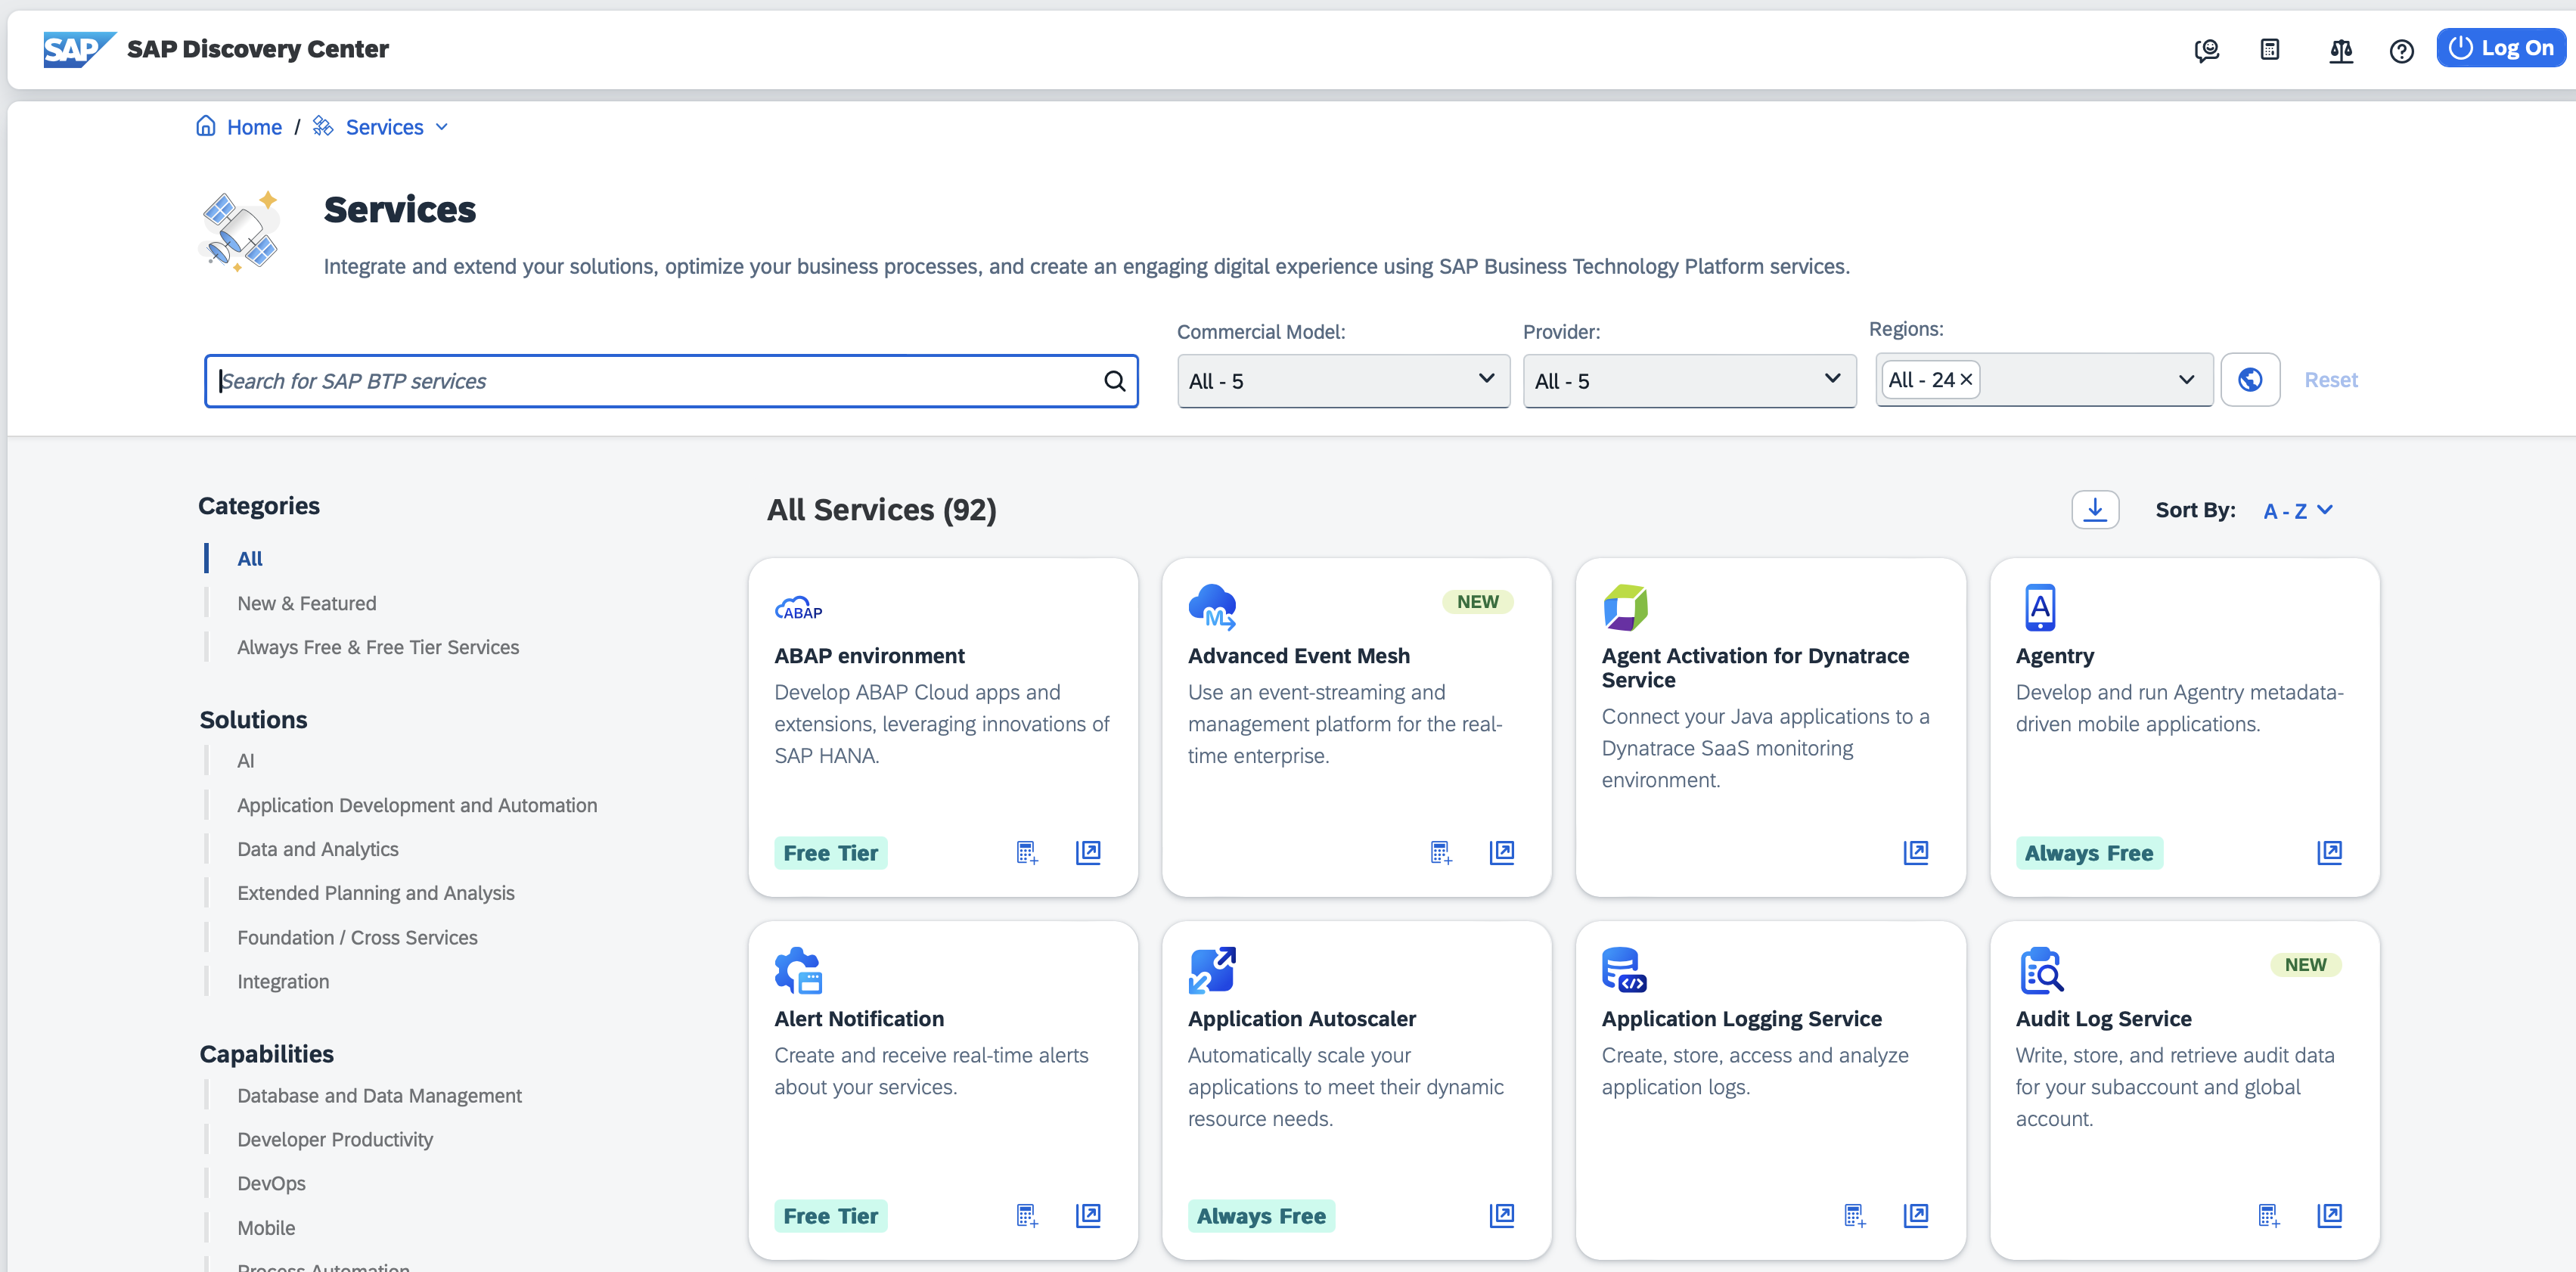 SAP SAP Discovery Center
Log On
Home / Services
Services
Integrate and extend your solutions, optimize your business processes, and create an engaging digital experience using SAP Business Technology Platform services.
Search for SAP BTP services
Commercial Model:
All - 5
Provider:
All - 5
Regions:
All - 24
Reset
Categories
All
New & Featured
Always Free & Free Tier Services
Solutions
AI
Application Development and Automation
Data and Analytics
Extended Planning and Analysis
Foundation / Cross Services
Integration
Capabilities
Database and Data Management
Developer Productivity
DevOps
Mobile
Process Automation
All Services (92)
Sort By: A - Z
ABAP
ABAP environment
Develop ABAP Cloud apps and
extensions, leveraging innovations of
SAP HANA.
Free Tier
M
NEW
Advanced Event Mesh
Use an event-streaming and
management platform for the real-
time enterprise.
Agent Activation for Dynatrace
Service
Connect your Java applications to a
Dynatrace SaaS monitoring
environment.
A
Agentry
Develop and run Agentry metadata-
driven mobile applications.
Always Free
Alert Notification
Create and receive real-time alerts
about your services.
Free Tier
Application Autoscaler
Automatically scale your
applications to meet their dynamic
resource needs.
Always Free
Application Logging Service
Create, store, access and analyze
application logs.
NEW
Audit Log Service
Write, store, and retrieve audit data
for your subaccount and global
account.